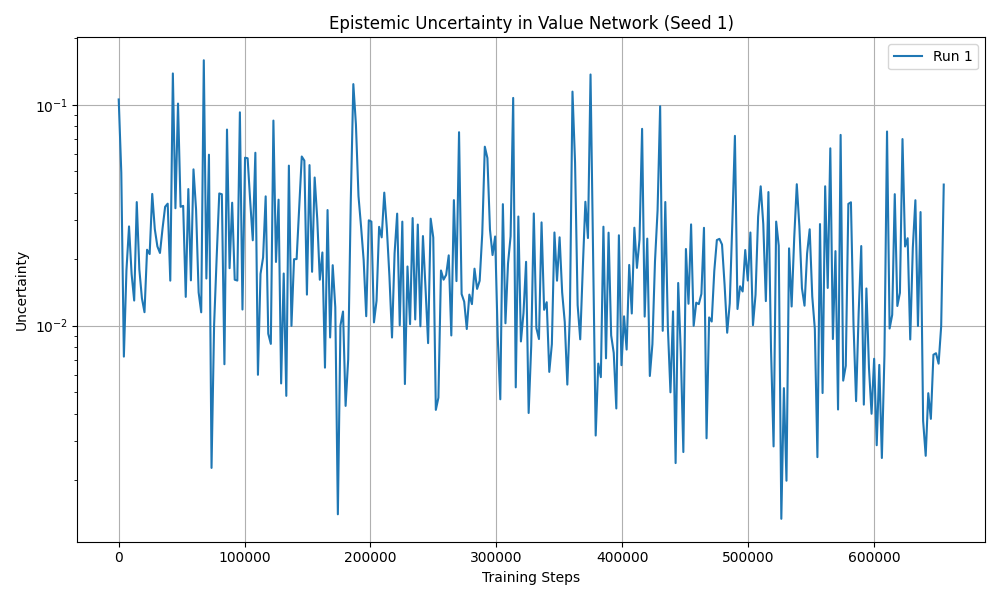 Epistemic Uncertainty in Value Network (Seed 1)
Run 1
10⁻¹
10⁻²
Uncertainty
0 100000 200000 300000 400000 500000 600000
Training Steps